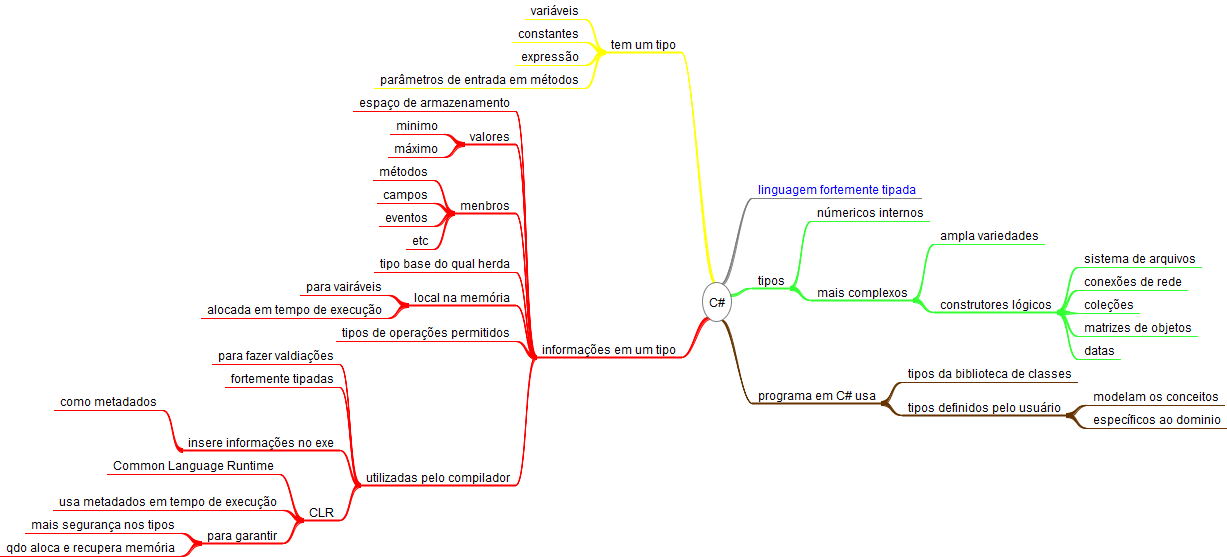 C#
tem um tipo
variáveis
constantes
expressão
parâmetros de entrada em métodos
linguagem fortemente tipada
tipos
númericos internos
mais complexos
ampla variedades
construtores lógicos
sistema de arquivos
conexões de rede
coleções
matrizes de objetos
datas
programa em C# usa
tipos da biblioteca de classes
tipos definidos pelo usuário
modelam os conceitos
específicos ao dominio
informações em um tipo
espaço de armazenamento
valores
minimo
máximo
menbros
métodos
campos
eventos
etc
tipo base do qual herda
local na memória
para vairáveis
alocada em tempo de execução
tipos de operações permitidos
utilizadas pelo compilador
para fazer valdiações
fortemente tipadas
insere informações no exe
como metadados
CLR
Common Language Runtime
usa metadados em tempo de execução
para garantir
mais segurança nos tipos
qdo aloca e recupera memória